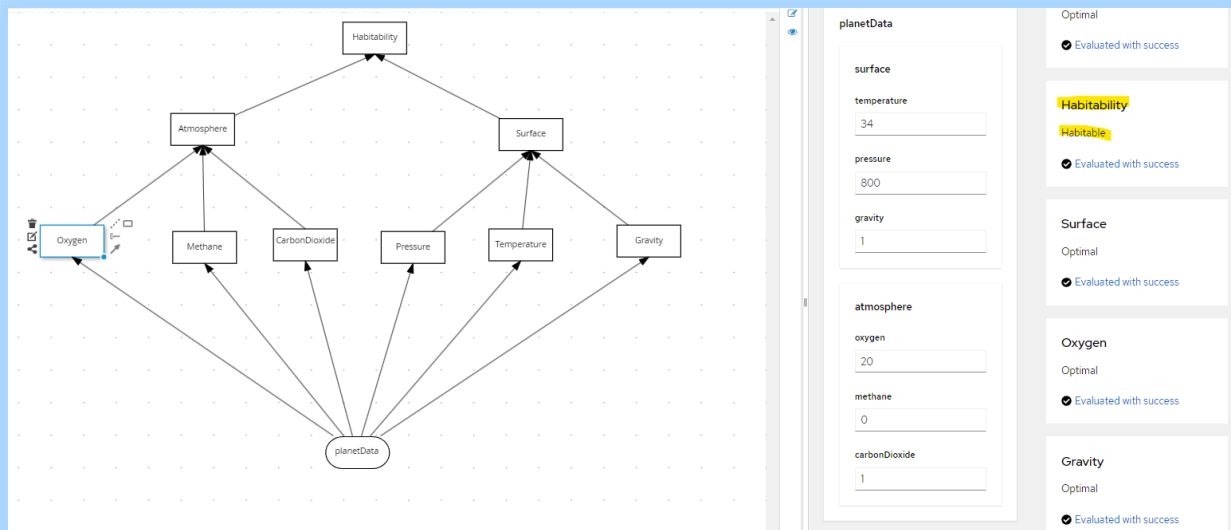 Habitability
Atmosphere
Surface
Oxygen
Methane
CarbonDioxide
Pressure
Temperature
Gravity
planetData
planetData
surface
temperature
34
pressure
800
gravity
1
atmosphere
oxygen
20
methane
0
carbonDioxide
1
Optimal
Evaluated with success
Habitability
Habitable
Evaluated with success
Surface
Optimal
Evaluated with success
Oxygen
Optimal
Evaluated with success
Gravity
Optimal
Evaluated with success